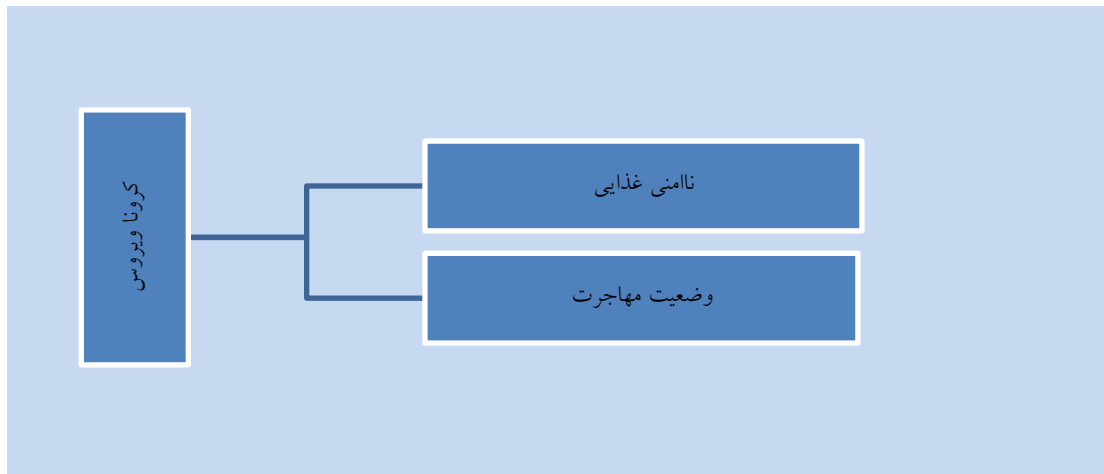 کرونا ویروس
ناامنی غذایی
وضعیت مهاجرت